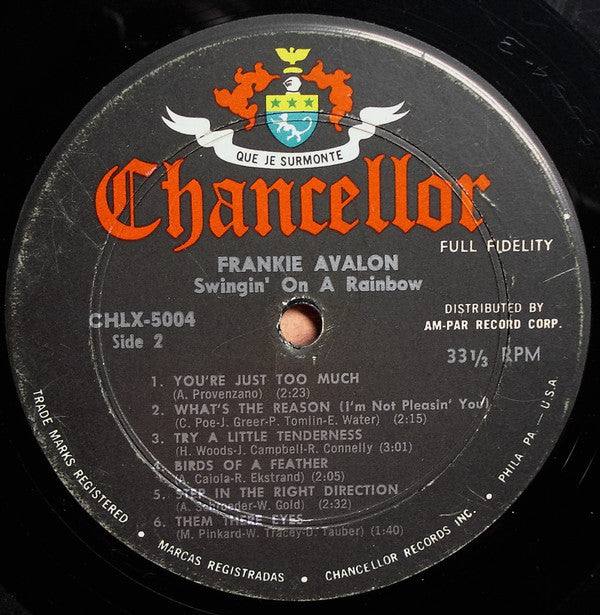 QUE JE SURMONTE
Chancellor
FULL FIDELITY
FRANKIE AVALON
Swingin' On A Rainbow
CHLX-5004
Side 2
DISTRIBUTED BY
AM-PAR RECORD CORP.
33 1/3 RPM
1. YOU'RE JUST TOO MUCH
(A. Provenzano) (2:23)
2. WHAT'S THE REASON (I'm Not Pleasin' You)
(C. Poe-J. Greer-P. Tomlin-E. Water) (2:15)
3. TRY A LITTLE TENDERNESS
(H. Woods-J. Campbell-R. Connelly (3:01)
4. BIRDS OF A FEATHER
(A. Caiola-R. Ekstrand) (2:05)
5. STEP IN THE RIGHT DIRECTION
(A. Schroeder-W. Gold) (2:32)
6. THEM THERE EYES
(M. Pinkard-W. Tracey-D. Tauber) (1:40)
TRADE MARKS REGISTERED • MARCAS REGISTRADAS • CHANCELLOR RECORDS INC. • PHILA PA — U.S.A.